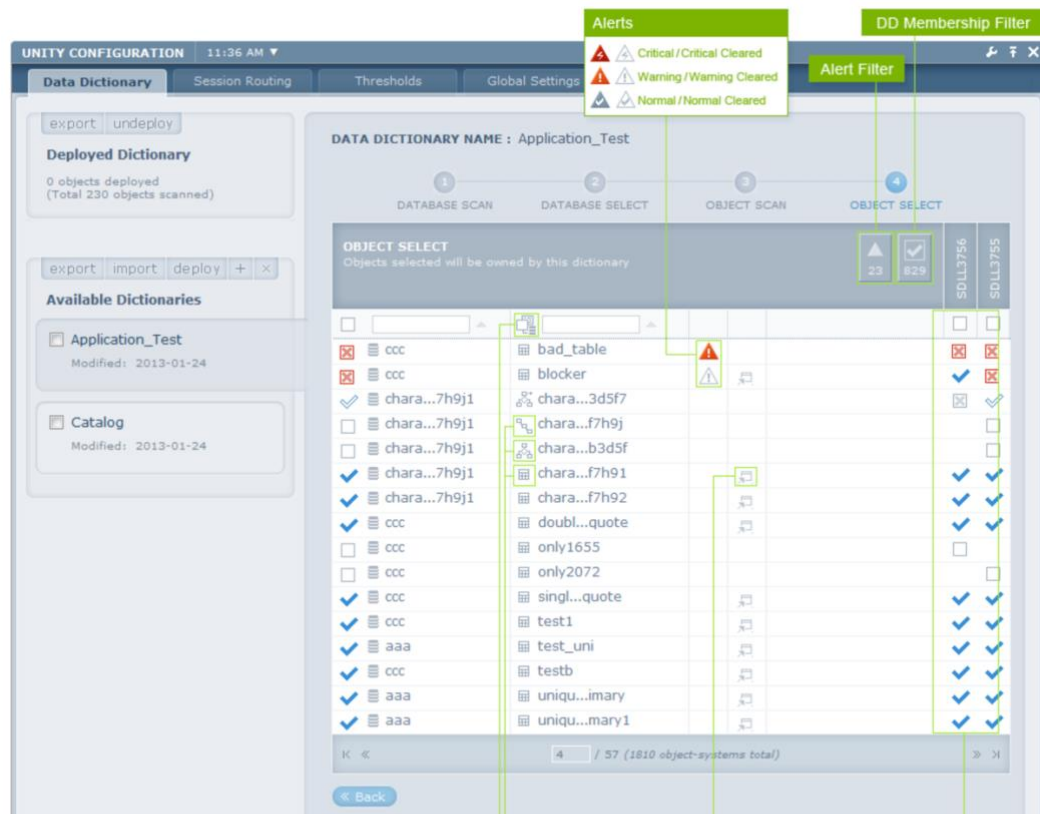 Alerts
Critical / Critical Cleared
Warning / Warning Cleared
Normal / Normal Cleared
DD Membership Filter
Alert Filter
UNITY CONFIGURATION 11:36 AM ▼
Data Dictionary Session Routing Thresholds Global Settings
export undeploy
Deployed Dictionary
0 objects deployed
(Total 230 objects scanned)
export import deploy + ×
Available Dictionaries
Application_Test
Modified: 2013-01-24
Catalog
Modified: 2013-01-24
DATA DICTIONARY NAME : Application_Test
1 2 3 4
DATABASE SCAN DATABASE SELECT OBJECT SCAN OBJECT SELECT
OBJECT SELECT
Objects selected will be owned by this dictionary
23 829
SDLL3756 SDLL3755
ccc bad_table
ccc blocker
chara...7h9j1 chara...3d5f7
chara...7h9j1 chara...f7h9j
chara...7h9j1 chara...b3d5f
chara...7h9j1 chara...f7h91
chara...7h9j1 chara...f7h92
ccc doubl...quote
ccc only1655
ccc only2072
ccc singl...quote
ccc test1
aaa test_uni
ccc testb
aaa uniqu...imary
aaa uniqu...mary1
4 / 57 (1810 object-systems total)
« Back